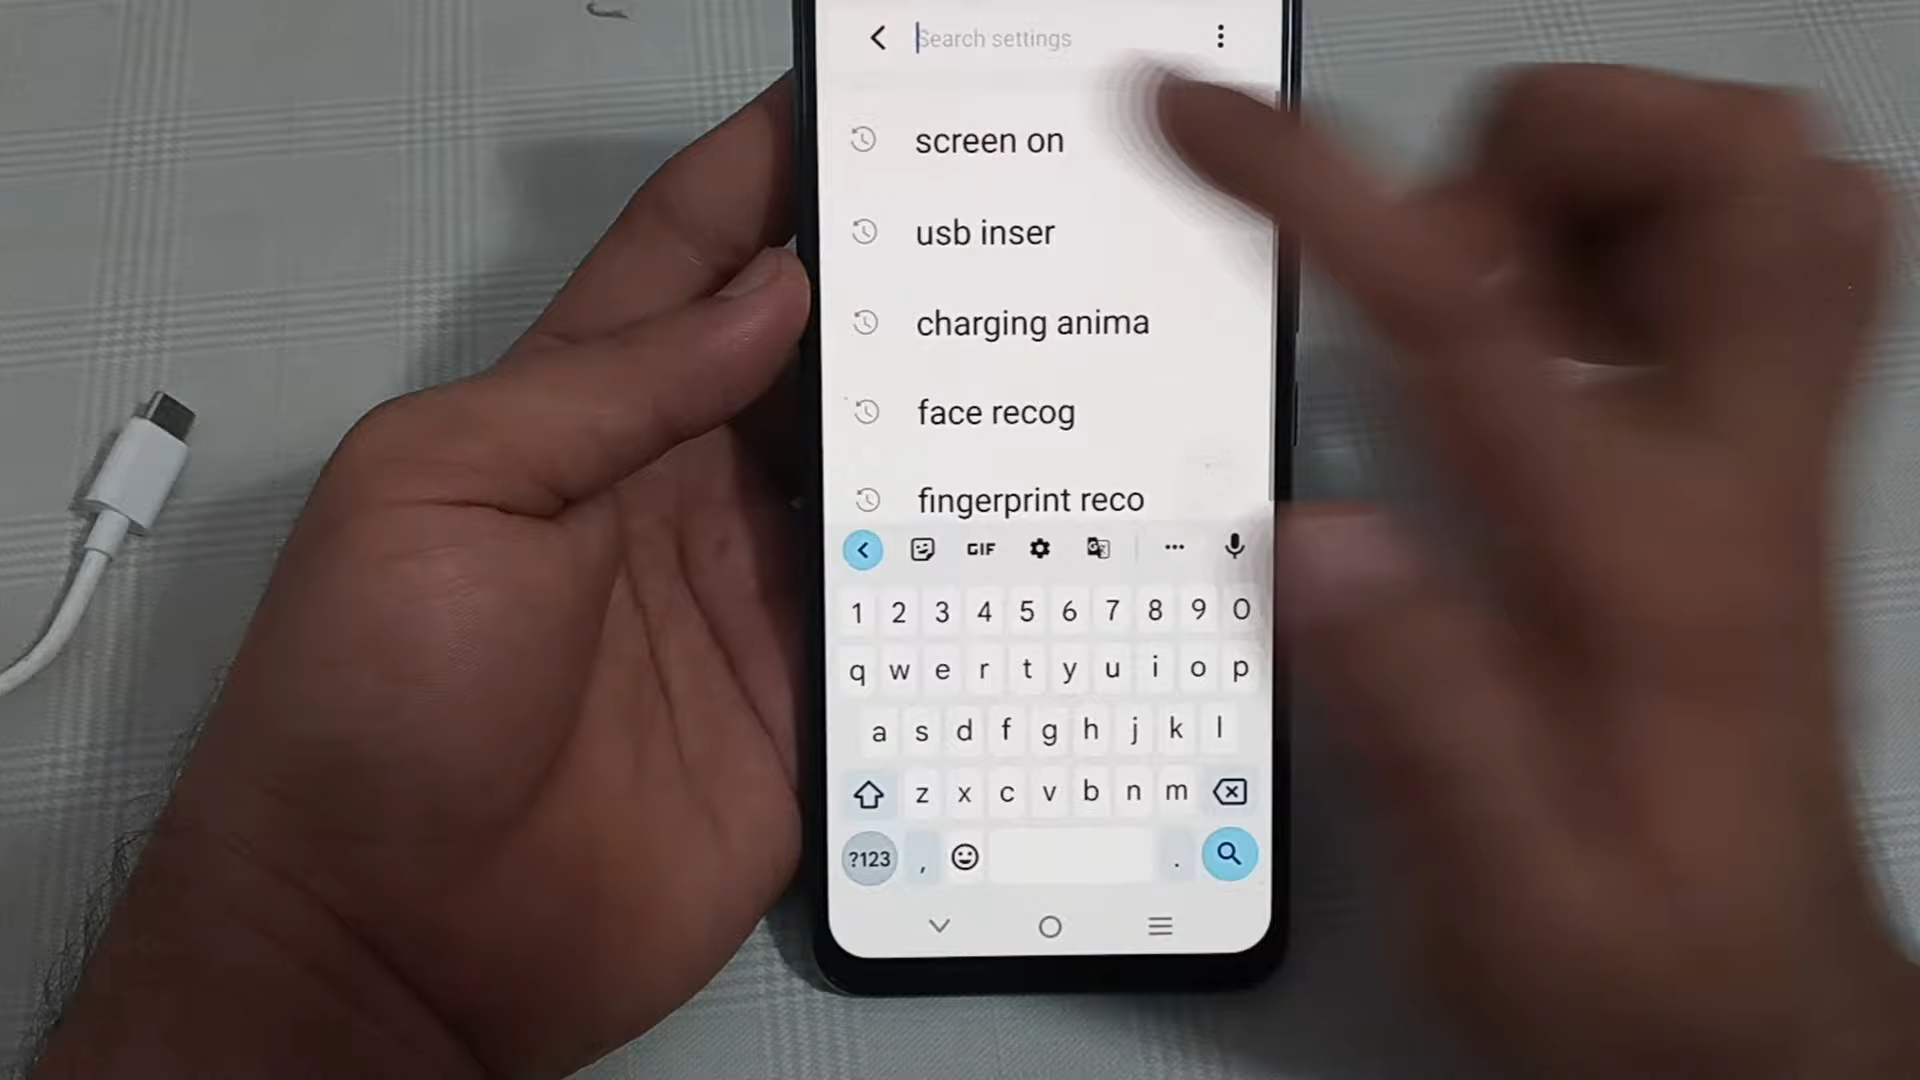 Search settings
screen on
usb inser
charging anima
face recog
fingerprint reco
GIF
1 2 3 4 5 6 7 8 9 0
q w e r t y u i o p
a s d f g h j k l
z x c v b n m
?123 , .